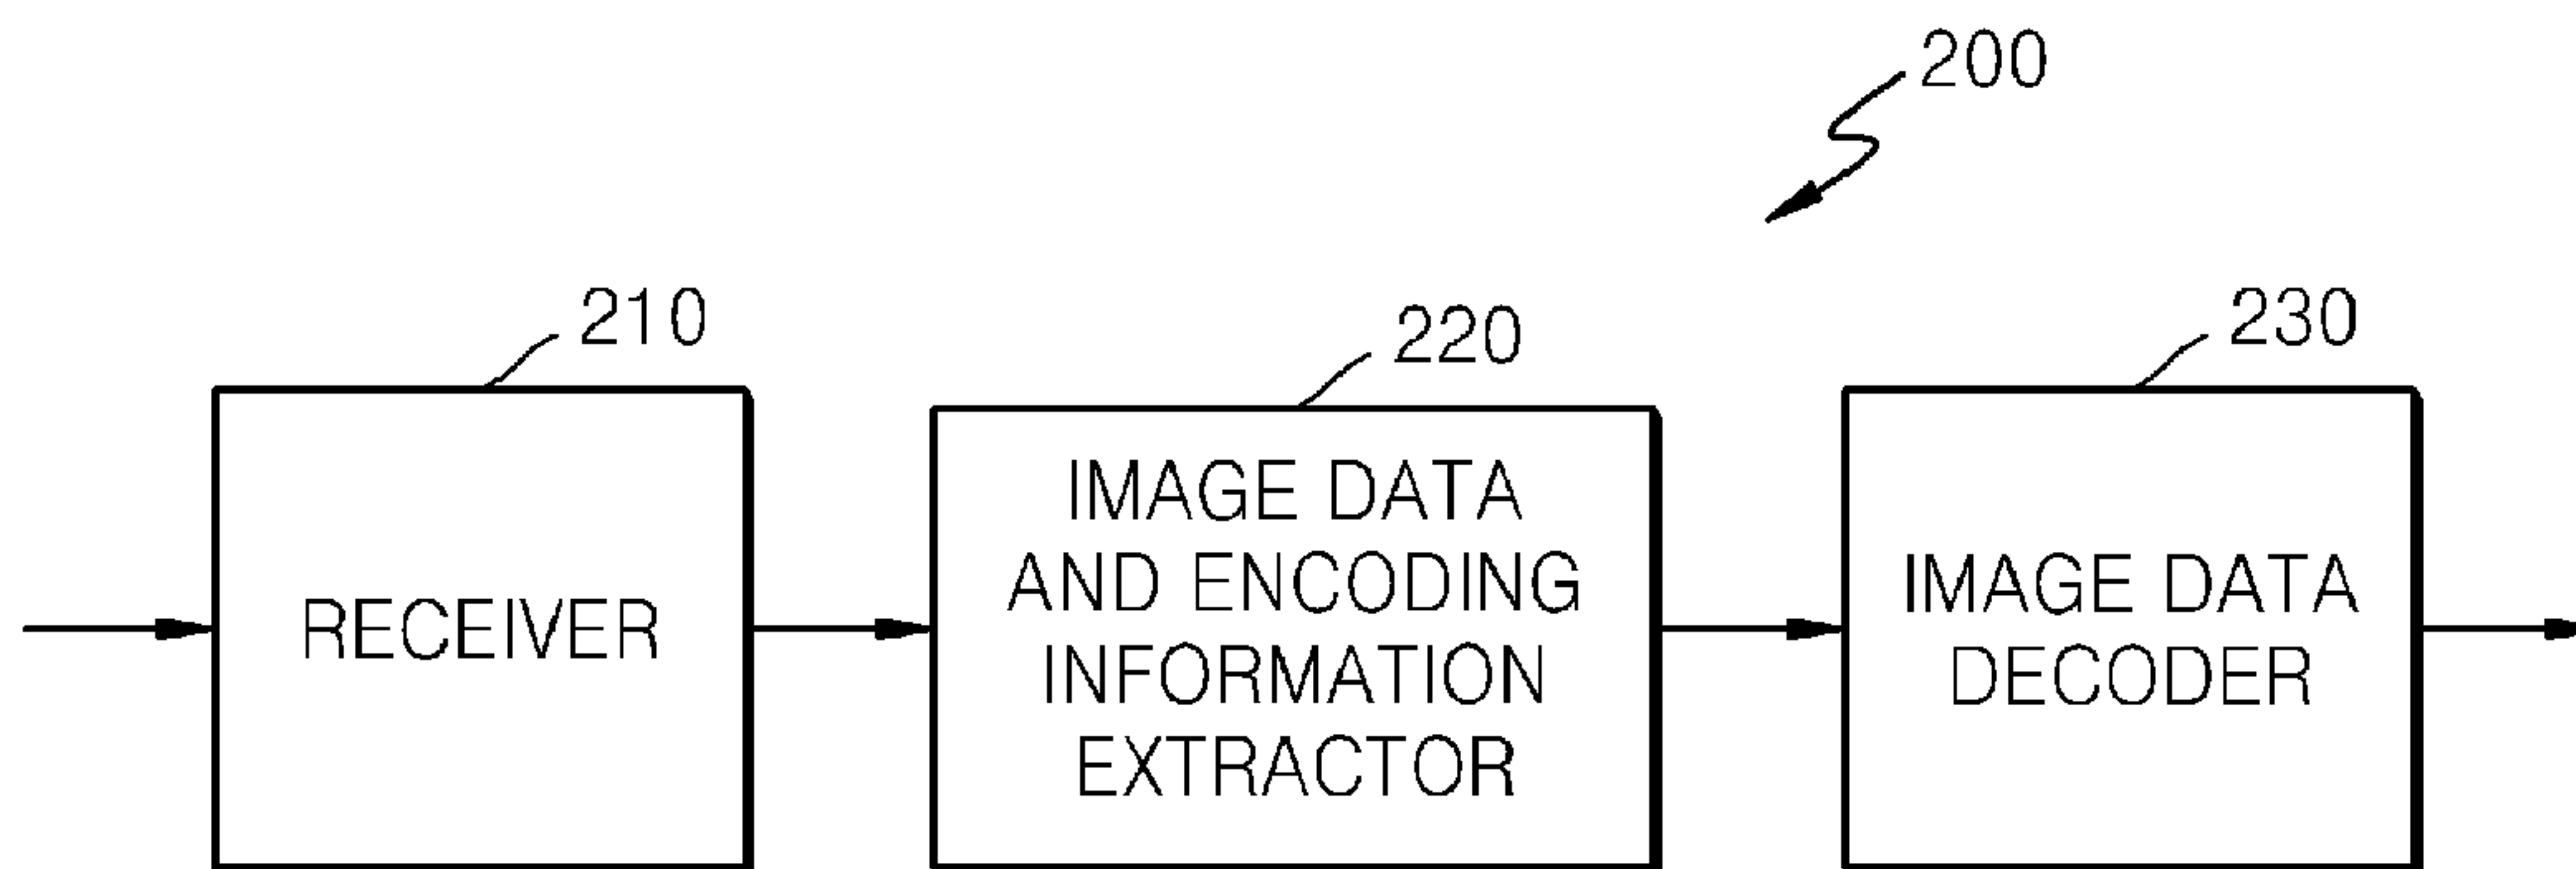 200
210
220
230
RECEIVER
IMAGE DATA
AND ENCODING
INFORMATION
EXTRACTOR
IMAGE DATA
DECODER